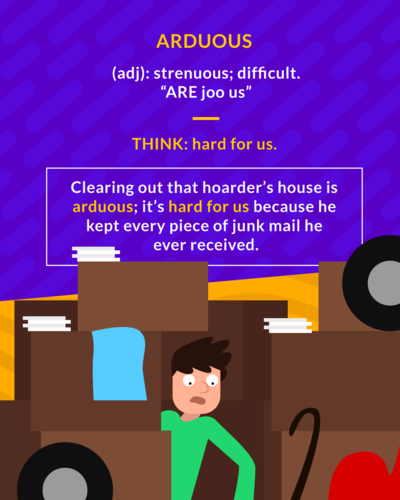 ARDUOUS
(adj): strenuous; difficult.
“ARE joo us”
THINK: hard for us.
Clearing out that hoarder’s house is
arduous; it’s hard for us because he
kept every piece of junk mail he
ever received.